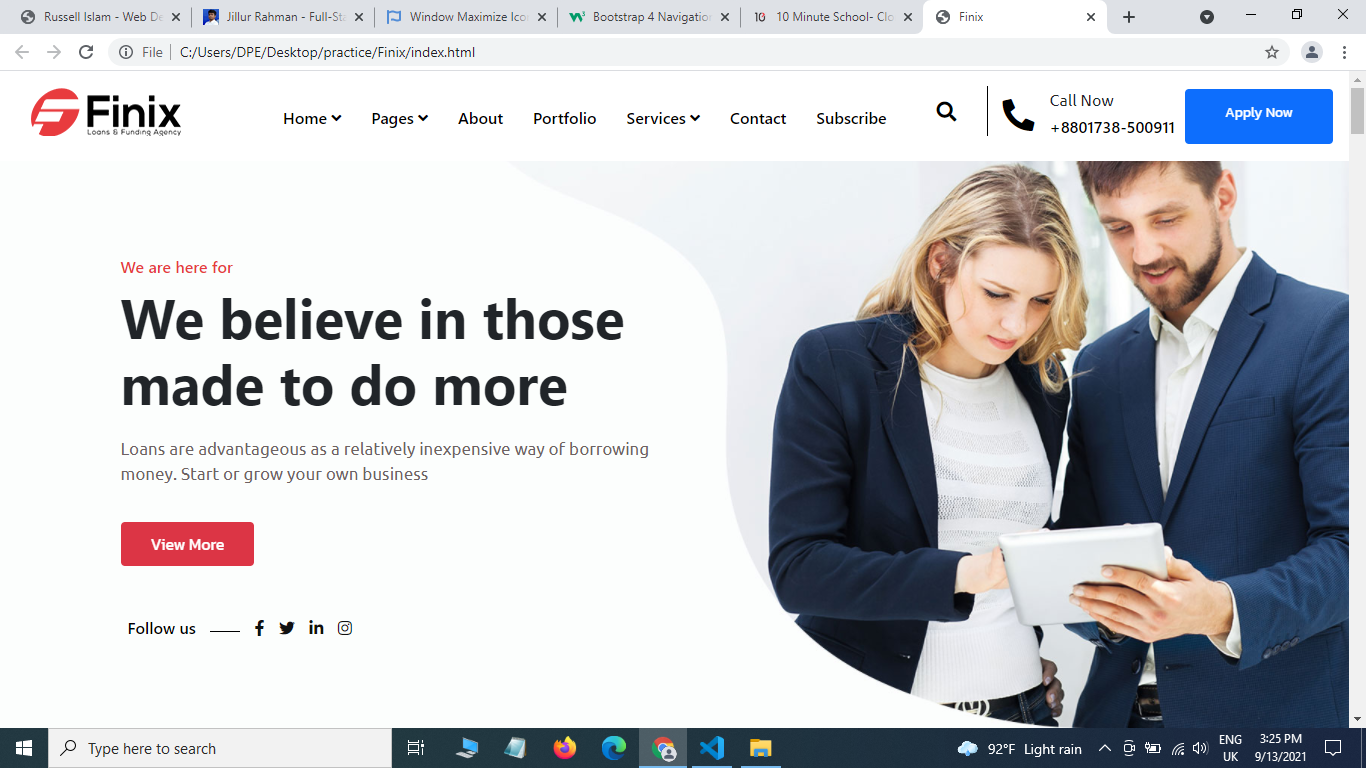 Russell Islam - Web De
Jillur Rahman - Full-Sta
Window Maximize Icon
Bootstrap 4 Navigation
10 Minute School- Clo
Finix
File
C:/Users/DPE/Desktop/practice/Finix/index.html
Finix
Loans & Funding Agency
Home
Pages
About
Portfolio
Services
Contact
Subscribe
Call Now
+8801738-500911
Apply Now
We are here for
We believe in those
made to do more
Loans are advantageous as a relatively inexpensive way of borrowing
money. Start or grow your own business
View More
Follow us
Type here to search
92°F Light rain
ENG
UK
3:25 PM
9/13/2021